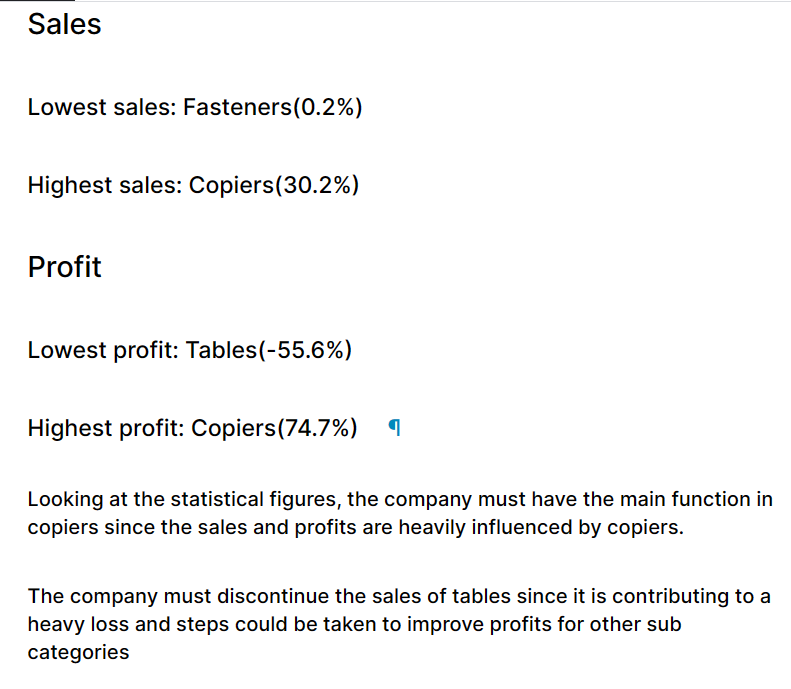 Sales
Lowest sales: Fasteners(0.2%)
Highest sales: Copiers(30.2%)
Profit
Lowest profit: Tables(-55.6%)
Highest profit: Copiers(74.7%) ¶
Looking at the statistical figures, the company must have the main function in
copiers since the sales and profits are heavily influenced by copiers.
The company must discontinue the sales of tables since it is contributing to a
heavy loss and steps could be taken to improve profits for other sub
categories